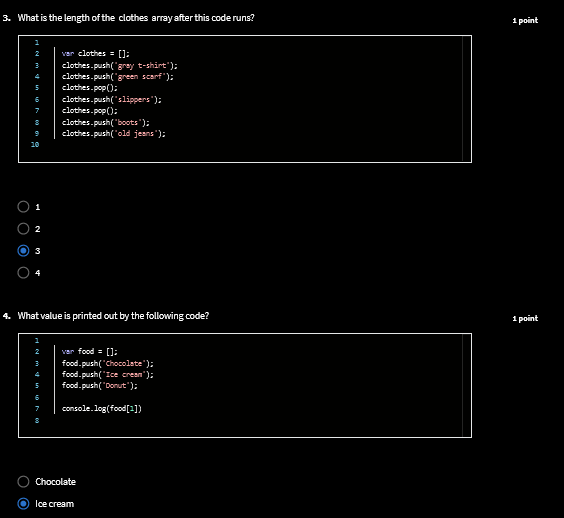 3. What is the length of the clothes array after this code runs?
1 point
1
2 var clothes = [];
3 clothes.push('gray t-shirt');
4 clothes.push('green scarf');
5 clothes.pop();
6 clothes.push('slippers');
7 clothes.pop();
8 clothes.push('boots');
9 clothes.push('old jeans');
10
1
2
3
4
4. What value is printed out by the following code?
1 point
1
2 var food = [];
3 food.push('Chocolate');
4 food.push('Ice cream');
5 food.push('Donut');
6
7 console.log(food[1])
8
Chocolate
Ice cream